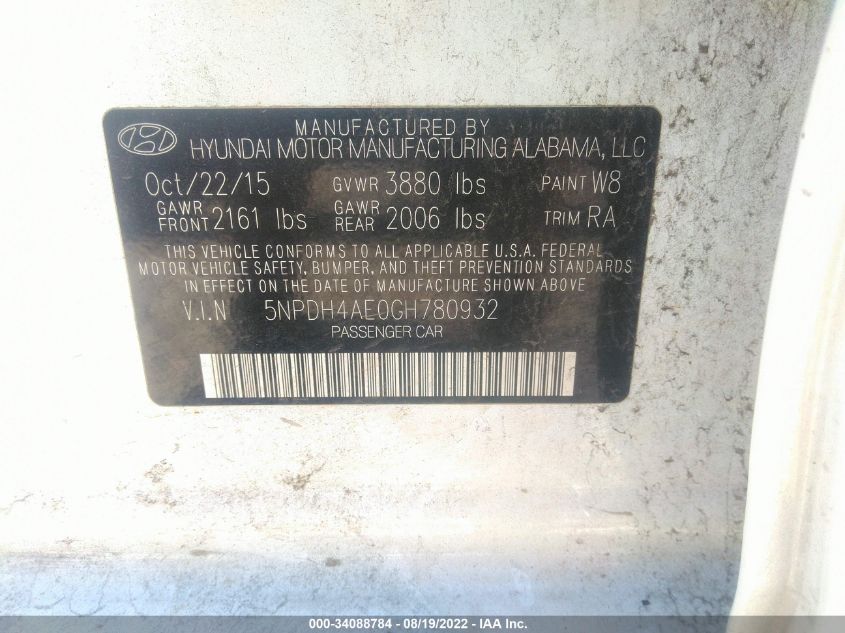 MANUFACTURED BY
HYUNDAI MOTOR MANUFACTURING ALABAMA, LLC
Oct/22/15 GVWR 3880 lbs PAINT W8
GAWR FRONT 2161 lbs GAWR REAR 2006 lbs TRIM RA
THIS VEHICLE CONFORMS TO ALL APPLICABLE U.S.A. FEDERAL
MOTOR VEHICLE SAFETY, BUMPER, AND THEFT PREVENTION STANDARDS
IN EFFECT ON THE DATE OF MANUFACTURE SHOWN ABOVE.
V.I.N 5NPDH4AE0GH780932
PASSENGER CAR
000-34088784 - 08/19/2022 - IAA Inc.